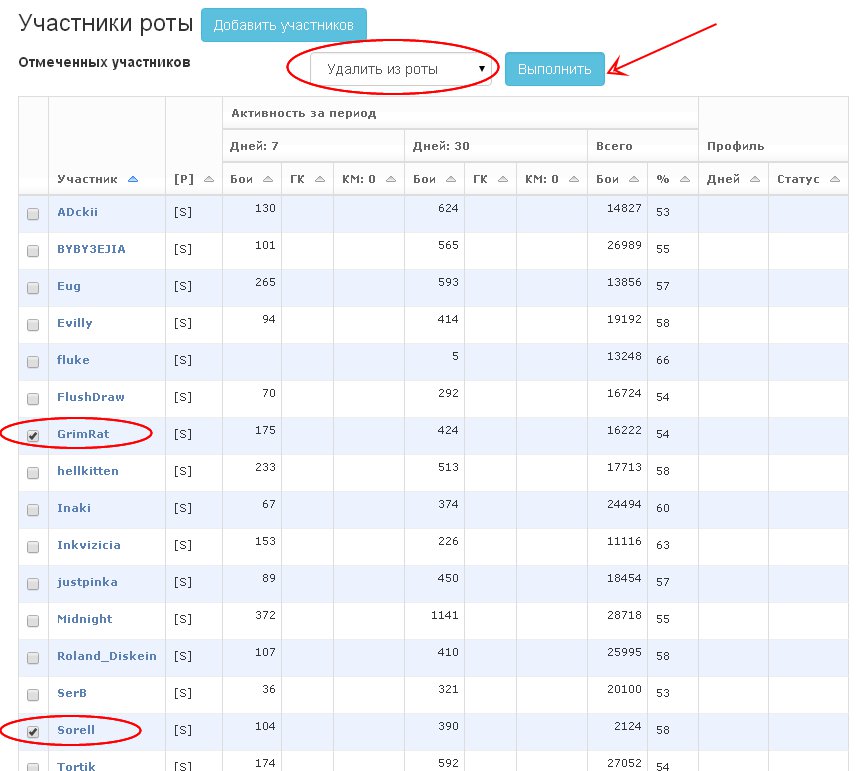 Участники роты Добавить участников
Отмеченных участников Удалить из роты Выполнить
Активность за период
Дней: 7 Дней: 30 Всего Профиль
Участник [Р] Бои ГК КМ: 0 Бои ГК КМ: 0 Бои % Дней Статус
ADckii [S] 130 624 14827 53
BYBY3EJIA [S] 101 565 26989 55
Eug [S] 265 593 13856 57
Evilly [S] 94 414 19192 58
fluke [S] 5 13248 66
FlushDraw [S] 70 292 16724 54
GrimRat [S] 175 424 16222 54
hellkitten [S] 233 513 17713 58
Inaki [S] 67 374 24494 60
Inkvizicia [S] 153 226 11116 63
justpinka [S] 89 450 18454 57
Midnight [S] 372 1141 28718 55
Roland_Diskein [S] 107 410 25995 58
SerB [S] 36 321 20100 53
Sorell [S] 104 390 2124 58
Tortik [S] 174 592 27052 54